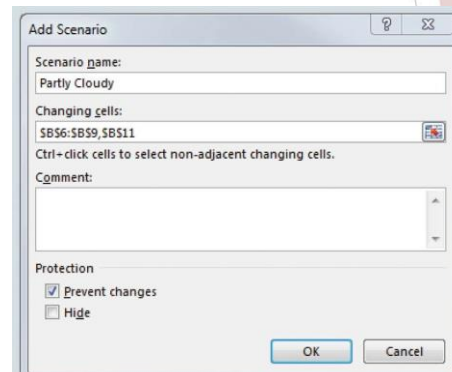 Add Scenario
Scenario name:
Partly Cloudy
Changing cells:
$B$6:$B$9,$B$11
Ctrl+click cells to select non-adjacent changing cells.
Comment:
Protection
Prevent changes
Hide
OK Cancel